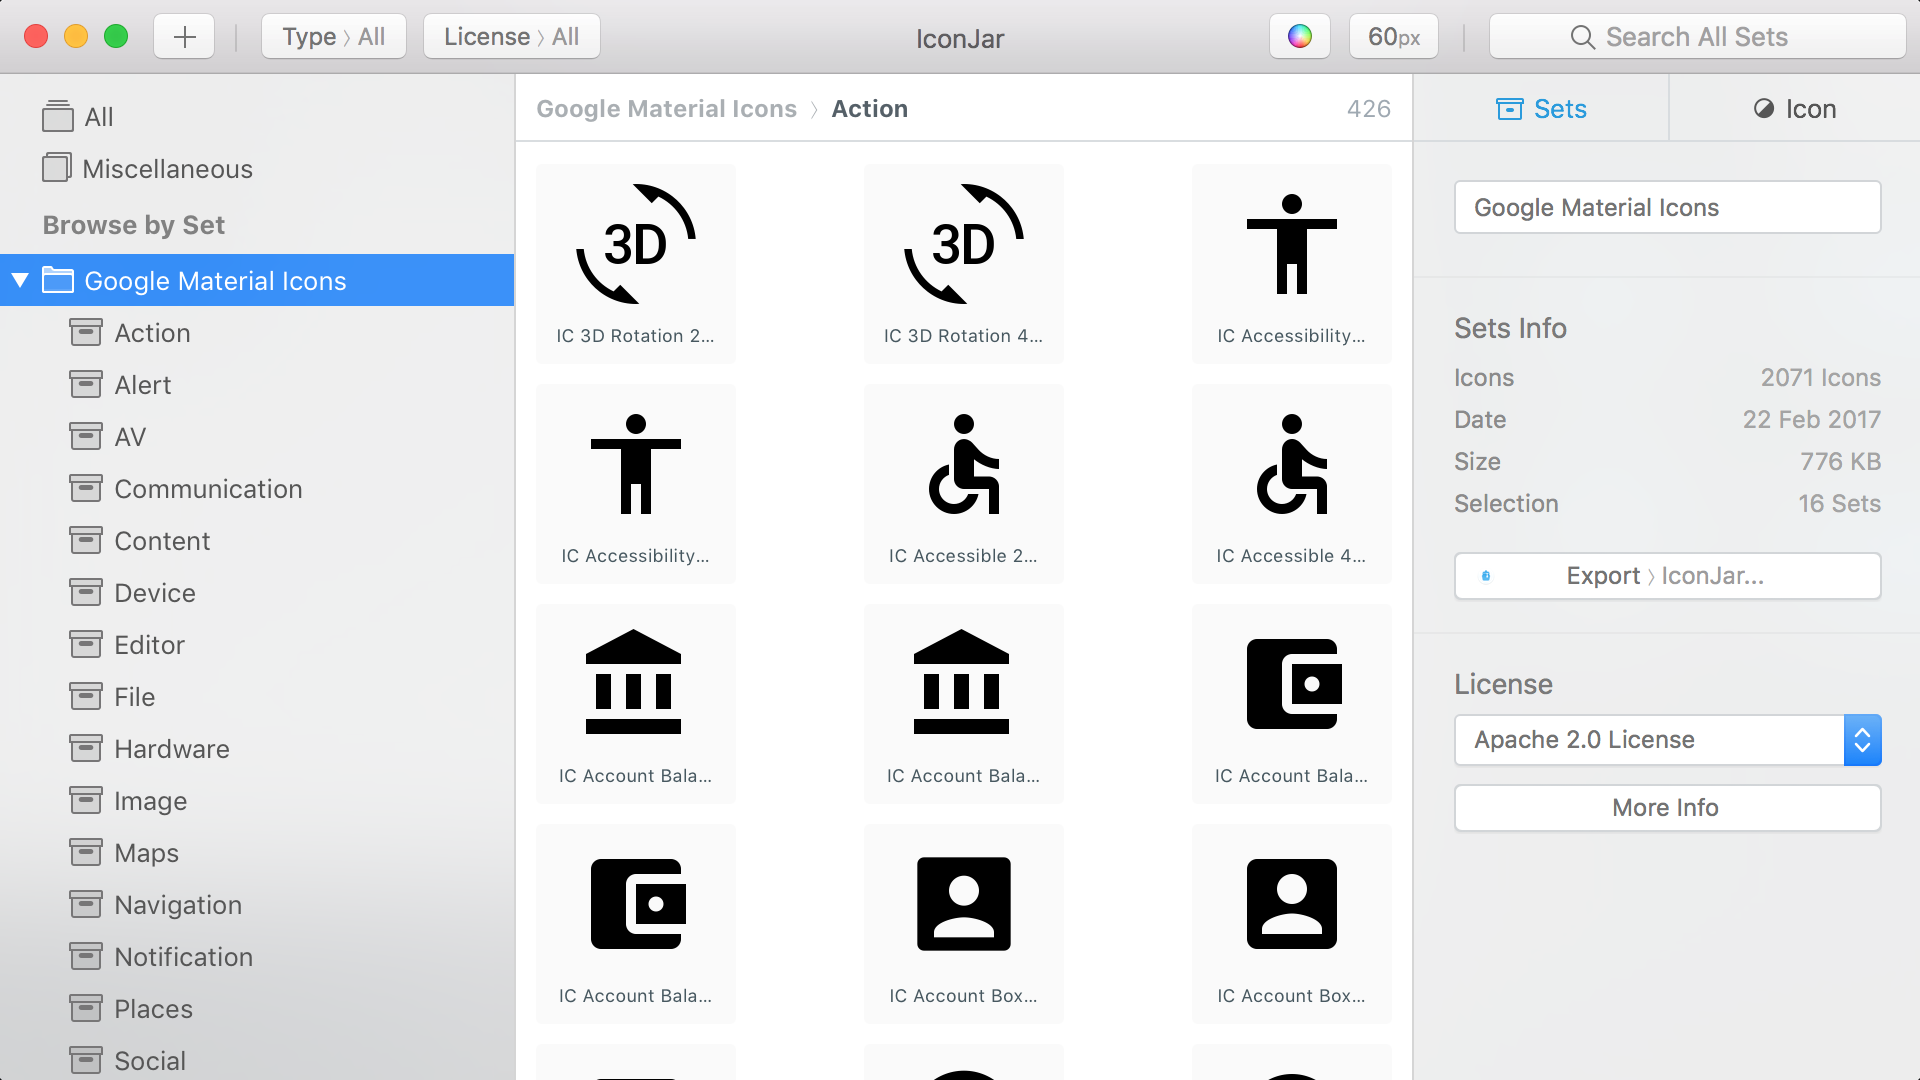 Type 〉 All
License 〉 All
IconJar
60px
Search All Sets
All
Miscellaneous
Browse by Set
Google Material Icons
Action
Alert
AV
Communication
Content
Device
Editor
File
Hardware
Image
Maps
Navigation
Notification
Places
Social
Google Material Icons 〉 Action
426
3D
IC 3D Rotation 2...
3D
IC 3D Rotation 4...
IC Accessibility...
IC Accessibility...
IC Accessible 2...
IC Accessible 4...
IC Account Bala...
IC Account Bala...
IC Account Bala...
IC Account Bala...
IC Account Box...
IC Account Box...
Sets
Icon
Google Material Icons
Sets Info
Icons 2071 Icons
Date 22 Feb 2017
Size 776 KB
Selection 16 Sets
Export 〉 IconJar...
License
Apache 2.0 License
More Info